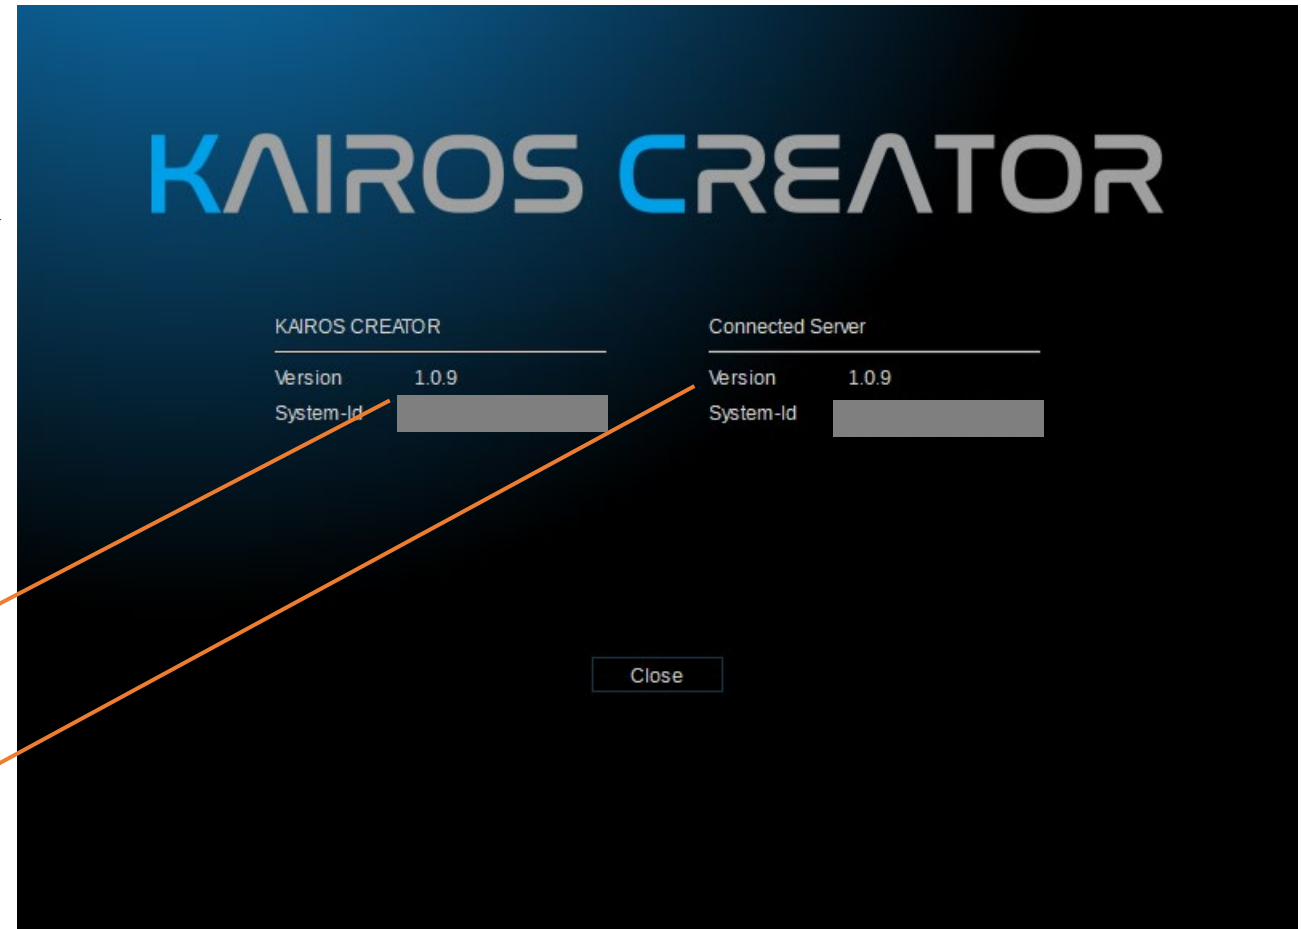 KAIROS CREATOR
KAIROS CREATOR
Version 1.0.9
System-Id
Connected Server
Version 1.0.9
System-Id
Close